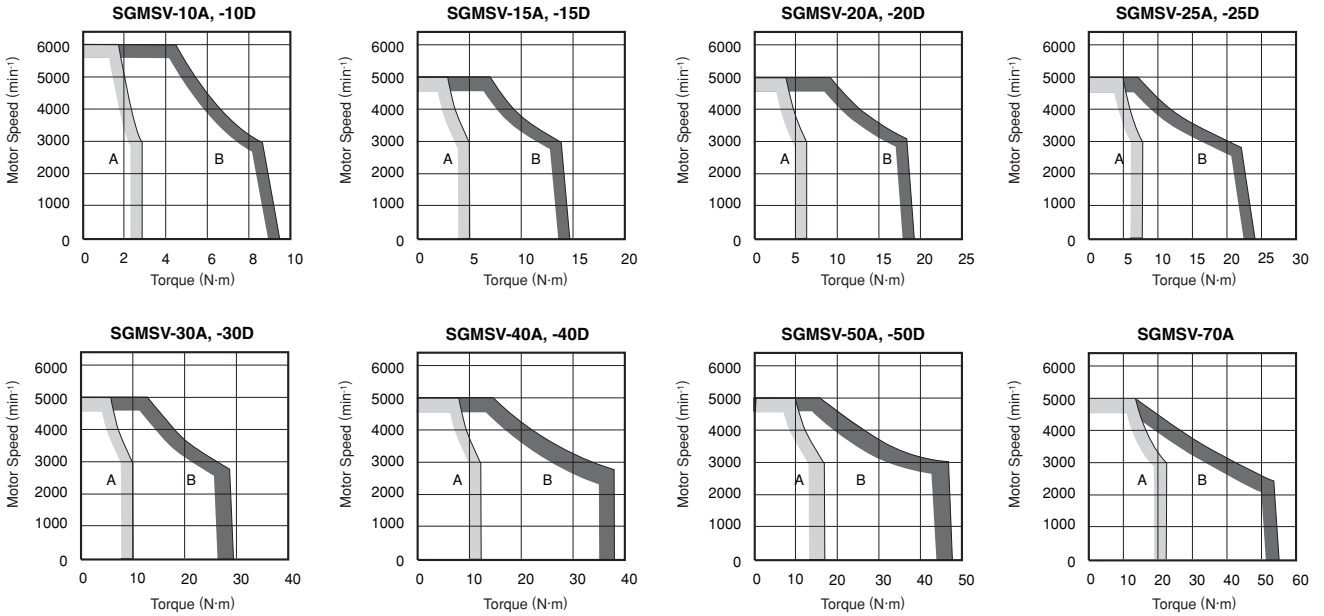 SGMSV-10A, -10D
Motor Speed (min-1)
6000
5000
4000
3000
2000
1000
0
A
B
0 2 4 6 8 10
Torque (N·m)
SGMSV-15A, -15D
Motor Speed (min-1)
6000
5000
4000
3000
2000
1000
0
A
B
0 5 10 15 20
Torque (N·m)
SGMSV-20A, -20D
Motor Speed (min-1)
6000
5000
4000
3000
2000
1000
0
A
B
0 5 10 15 20 25
Torque (N·m)
SGMSV-25A, -25D
Motor Speed (min-1)
6000
5000
4000
3000
2000
1000
0
A
B
0 5 10 15 20 25 30
Torque (N·m)
SGMSV-30A, -30D
Motor Speed (min-1)
6000
5000
4000
3000
2000
1000
0
A
B
0 10 20 30 40
Torque (N·m)
SGMSV-40A, -40D
Motor Speed (min-1)
6000
5000
4000
3000
2000
1000
0
A
B
0 10 20 30 40
Torque (N·m)
SGMSV-50A, -50D
Motor Speed (min-1)
6000
5000
4000
3000
2000
1000
0
A
B
0 10 20 30 40 50
Torque (N·m)
SGMSV-70A
Motor Speed (min-1)
6000
5000
4000
3000
2000
1000
0
A
B
0 10 20 30 40 50 60
Torque (N·m)